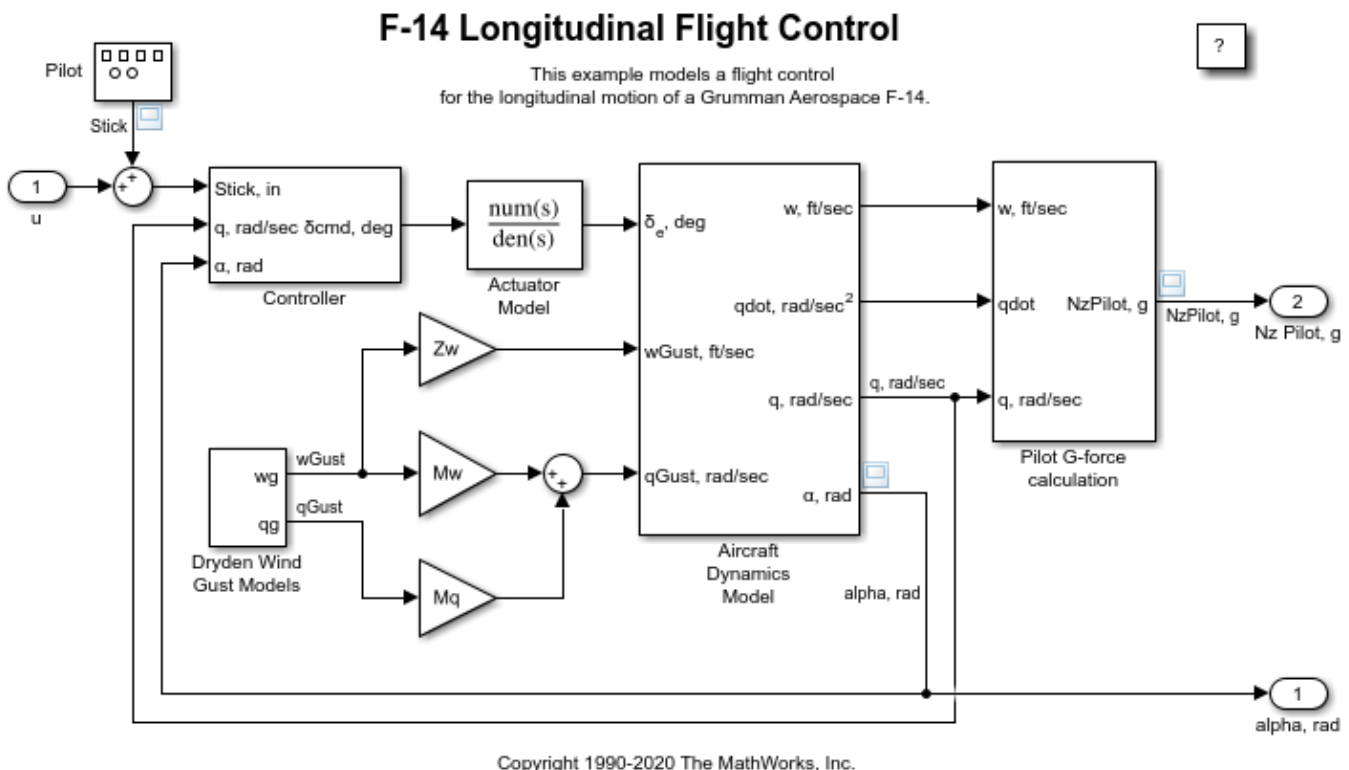 F-14 Longitudinal Flight Control
?
This example models a flight control
for the longitudinal motion of a Grumman Aerospace F-14.
Pilot
Stick
1
u
+
+
Stick, in
q, rad/sec δcmd, deg
α, rad
Controller
num(s)
den(s)
Actuator
Model
δe, deg
wGust, ft/sec
qGust, rad/sec
w, ft/sec
qdot, rad/sec²
q, rad/sec
α, rad
Aircraft
Dynamics
Model
w, ft/sec
qdot
q, rad/sec
NzPilot, g
Pilot G-force
calculation
NzPilot, g
2
Nz Pilot, g
q, rad/sec
Zw
Mw
Mq
+
+
wg
qg
wGust
qGust
Dryden Wind
Gust Models
alpha, rad
1
alpha, rad
Copyright 1990-2020 The MathWorks, Inc.